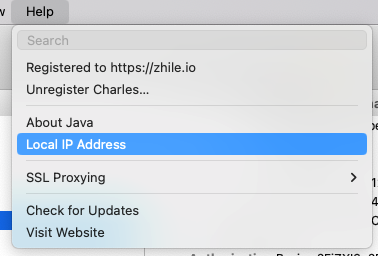 Help
Search
Registered to https://zhile.io
Unregister Charles...
About Java
Local IP Address
SSL Proxying
Check for Updates
Visit Website